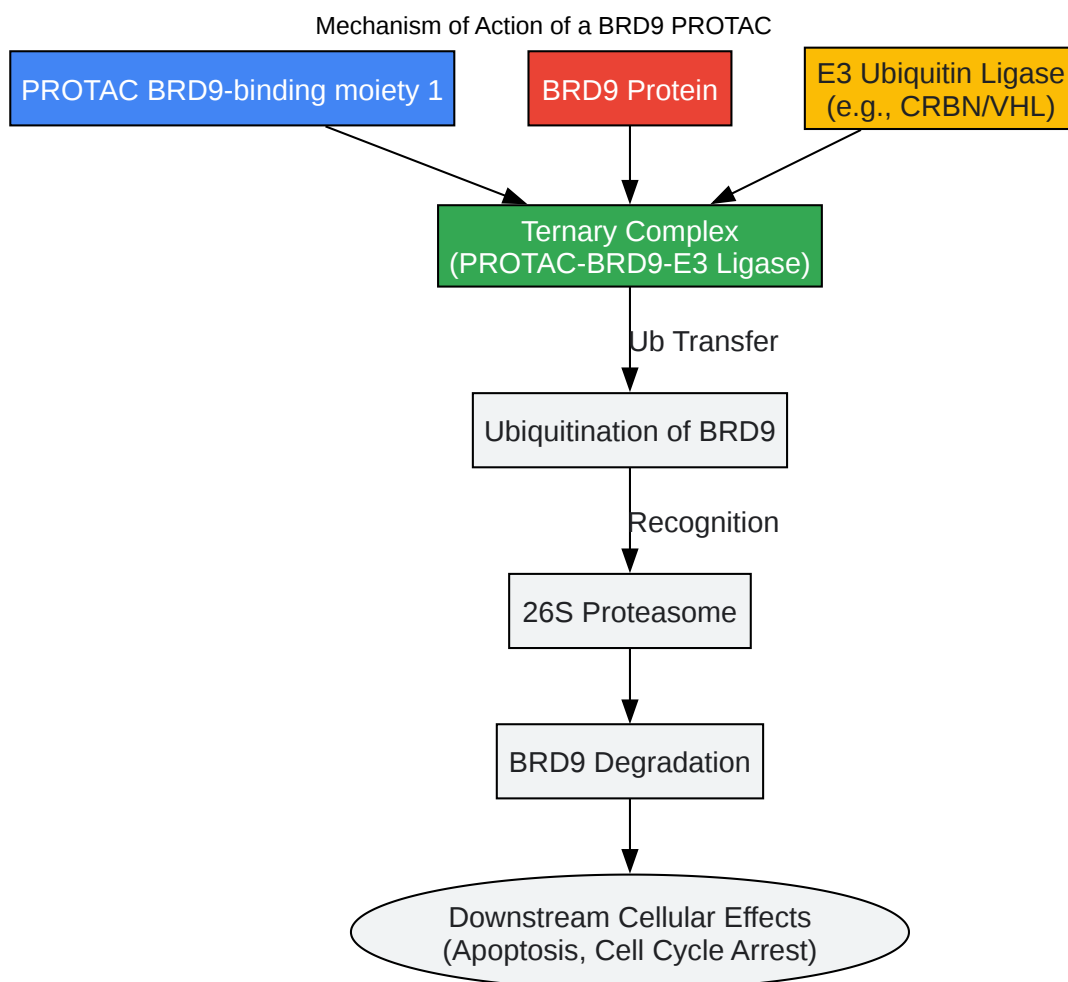 Mechanism of Action of a BRD9 PROTAC
PROTAC BRD9-binding moiety 1
BRD9 Protein
E3 Ubiquitin Ligase
(e.g., CRBN/VHL)
Ternary Complex
(PROTAC-BRD9-E3 Ligase)
Ub Transfer
Ubiquitination of BRD9
Recognition
26S Proteasome
BRD9 Degradation
Downstream Cellular Effects
(Apoptosis, Cell Cycle Arrest)